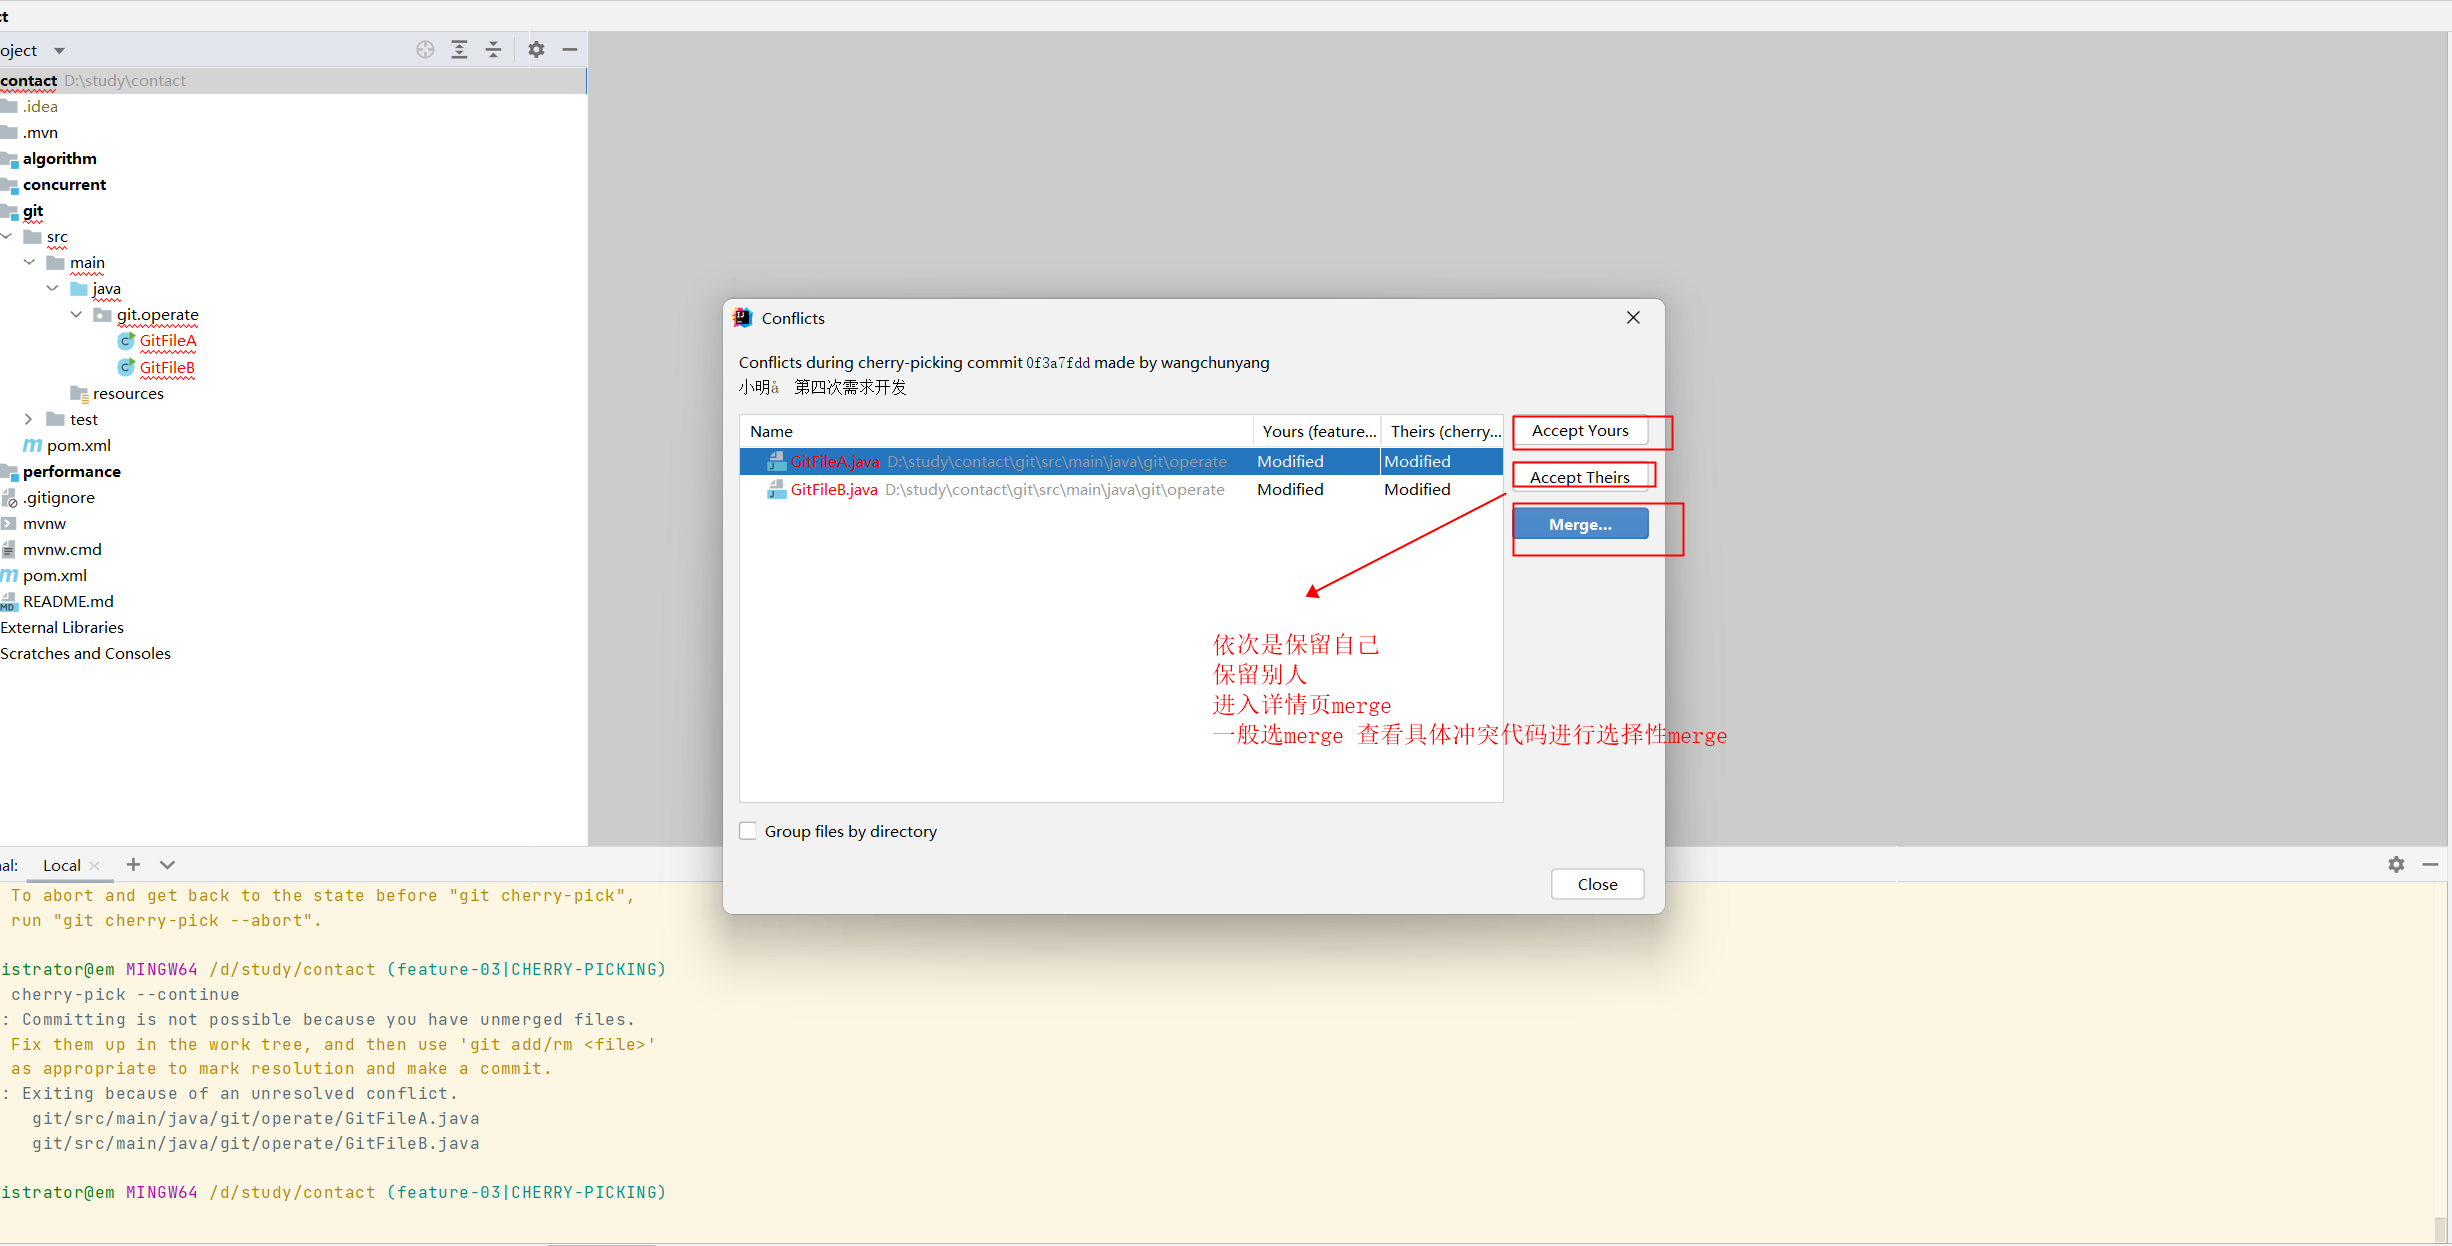 ct
oject
contact D:\study\contact
.idea
.mvn
algorithm
concurrent
git
src
main
java
git.operate
GitFileA
GitFileB
resources
test
pom.xml
performance
.gitignore
mvnw
mvnw.cmd
pom.xml
README.md
External Libraries
Scratches and Consoles
Conflicts
Conflicts during cherry-picking commit 0f3a7fdd made by wangchunyang
小明å 第四次需求开发
Name Yours (feature... Theirs (cherry...
GitFileA.java D:\study\contact\git\src\main\java\git\operate Modified Modified
GitFileB.java D:\study\contact\git\src\main\java\git\operate Modified Modified
Accept Yours
Accept Theirs
Merge...
依次是保留自己
保留别人
进入详情页merge
一般选merge 查看具体冲突代码进行选择性merge
Group files by directory
Close
al: Local
To abort and get back to the state before "git cherry-pick",
run "git cherry-pick --abort".
istrator@em MINGW64 /d/study/contact (feature-03|CHERRY-PICKING)
cherry-pick --continue
: Committing is not possible because you have unmerged files.
Fix them up in the work tree, and then use 'git add/rm <file>'
as appropriate to mark resolution and make a commit.
: Exiting because of an unresolved conflict.
git/src/main/java/git/operate/GitFileA.java
git/src/main/java/git/operate/GitFileB.java
istrator@em MINGW64 /d/study/contact (feature-03|CHERRY-PICKING)